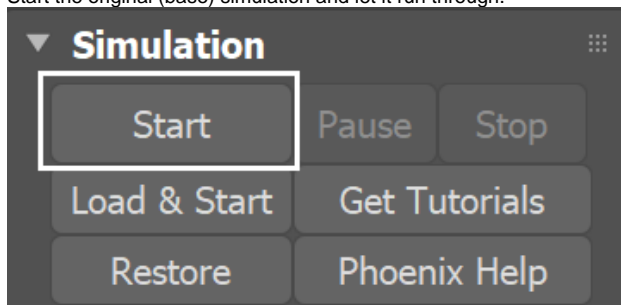 Start the original (base) simulation and let it run through.
Simulation
Start Pause Stop
Load & Start Get Tutorials
Restore Phoenix Help